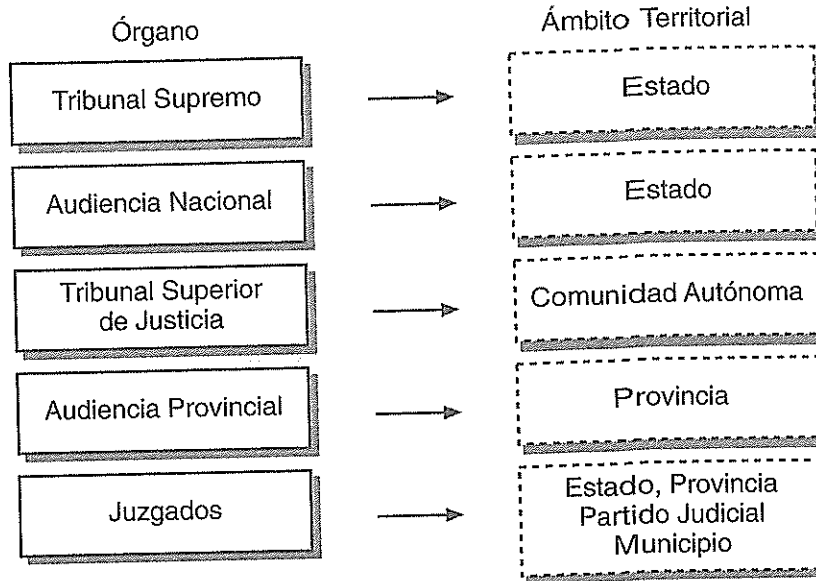 Órgano
Ámbito Territorial
Tribunal Supremo
Estado
Audiencia Nacional
Estado
Tribunal Superior
de Justicia
Comunidad Autónoma
Audiencia Provincial
Provincia
Juzgados
Estado, Provincia
Partido Judicial
Municipio